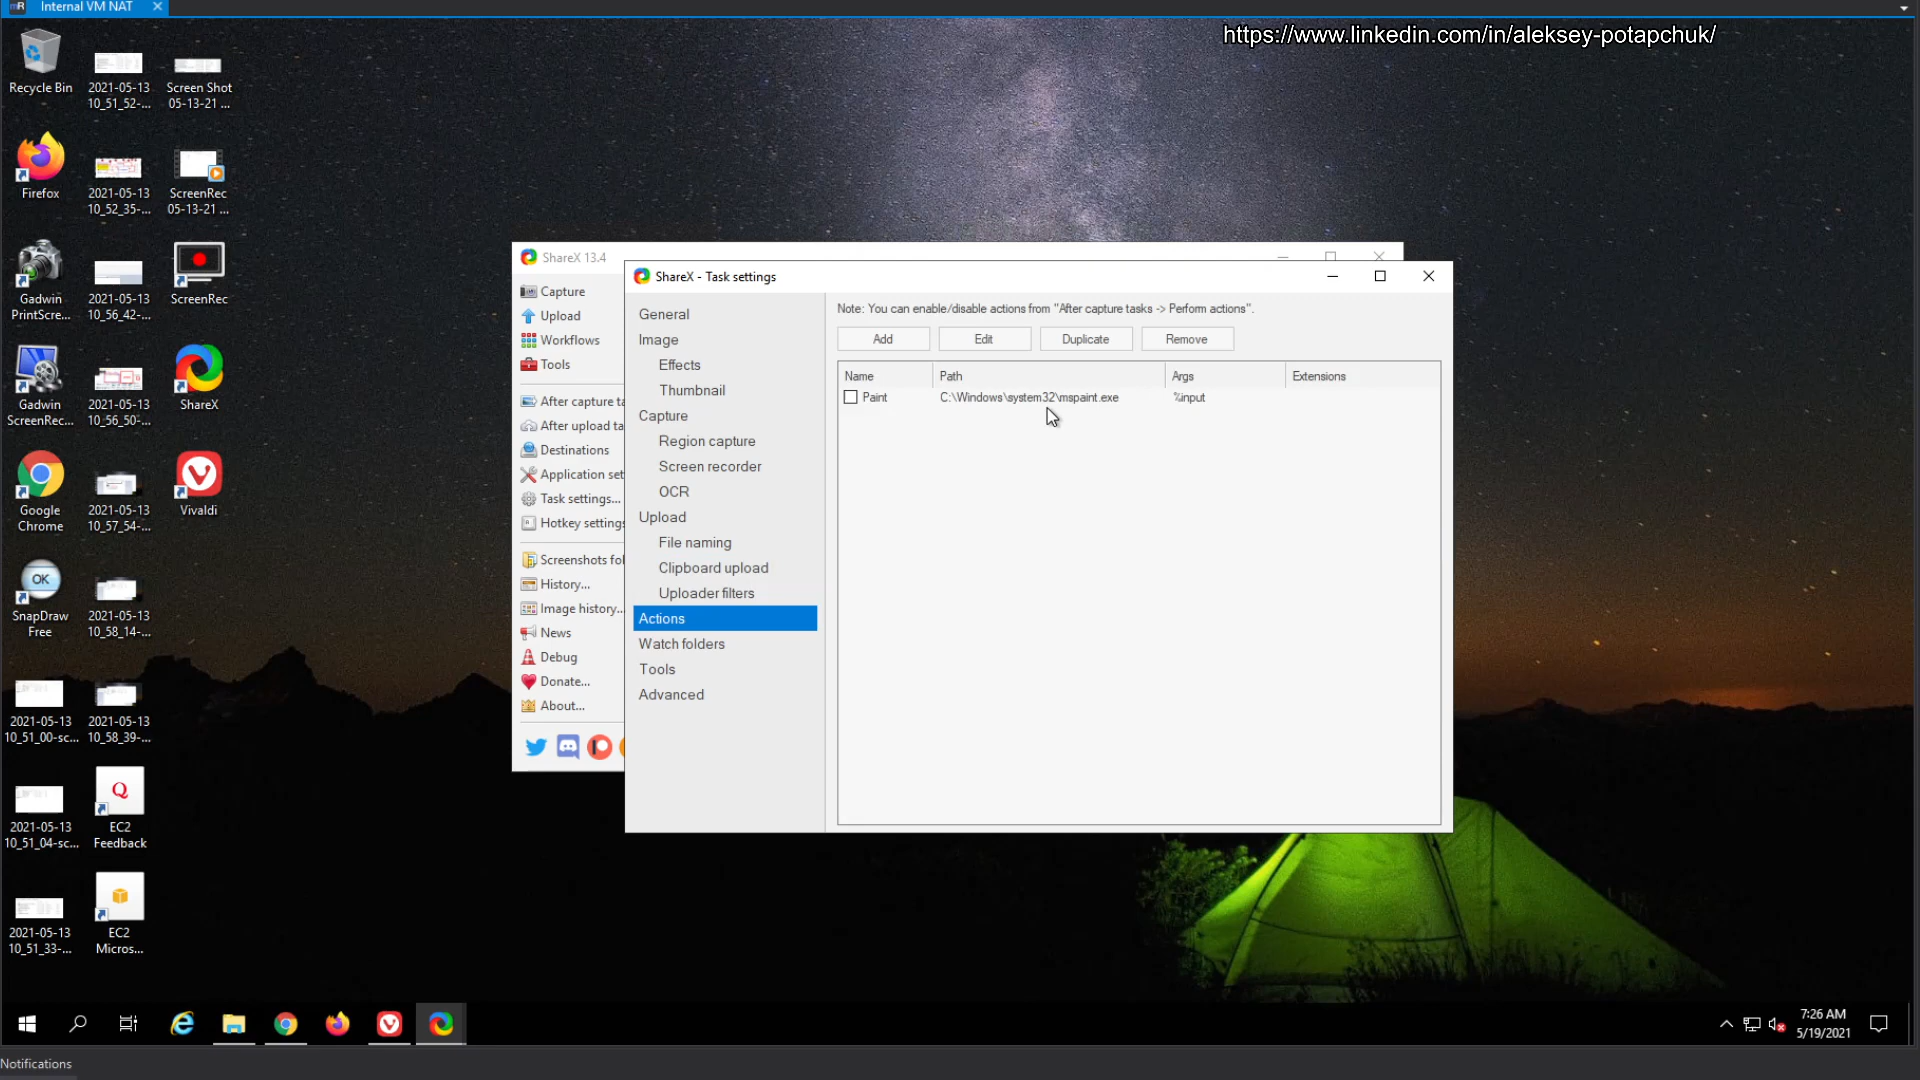 Internal VM NAT
https://www.linkedin.com/in/aleksey-potapchuk/
Recycle Bin
2021-05-13
10_51_52-...
Screen Shot
05-13-21 ...
Firefox
2021-05-13
10_52_35-...
ScreenRec
05-13-21 ...
Gadwin
PrintScre...
2021-05-13
10_56_42-...
ScreenRec
Gadwin
ScreenRec...
2021-05-13
10_56_50-...
ShareX
Google
Chrome
2021-05-13
10_57_54-...
Vivaldi
OK
SnapDraw
Free
2021-05-13
10_58_14-...
2021-05-13
10_51_00-sc...
2021-05-13
10_58_39-...
2021-05-13
10_51_04-sc...
EC2
Feedback
2021-05-13
10_51_33-...
EC2
Micros...
ShareX 13.4
Capture
Upload
Workflows
Tools
After capture ta
After upload ta
Destinations
Application set
Task settings...
Hotkey settings
Screenshots fol
History...
Image history...
News
Debug
Donate...
About...
ShareX - Task settings
General
Image
Effects
Thumbnail
Capture
Region capture
Screen recorder
OCR
Upload
File naming
Clipboard upload
Uploader filters
Actions
Watch folders
Tools
Advanced
Note: You can enable/disable actions from "After capture tasks -> Perform actions".
Add Edit Duplicate Remove
Name Path Args Extensions
Paint C:\Windows\system32\mspaint.exe %input
7:26 AM
5/19/2021
Notifications